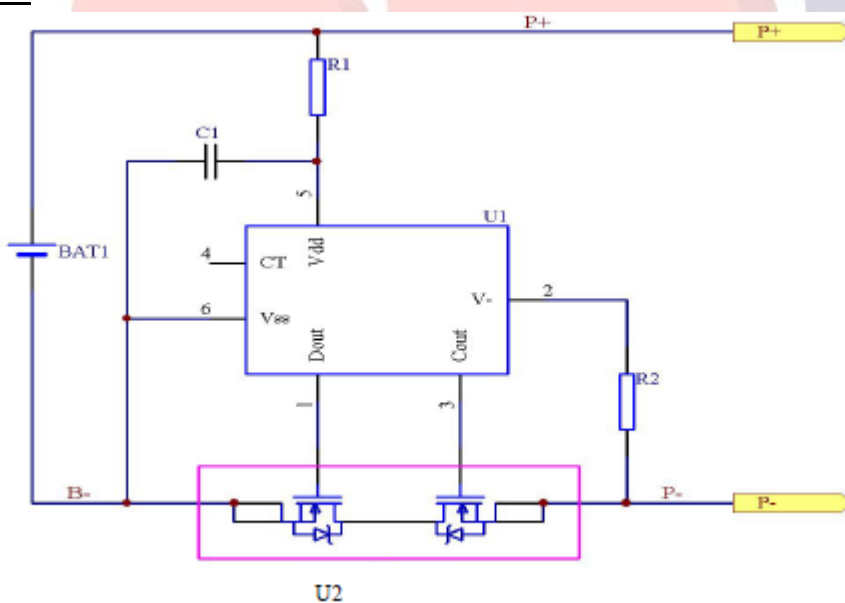 P+
P+
R1
C1
5
U1
BAT1
4
CT
Vdd
V-
2
6
Vss
Dout
Cout
R2
1
3
B-
P-
P-
U2